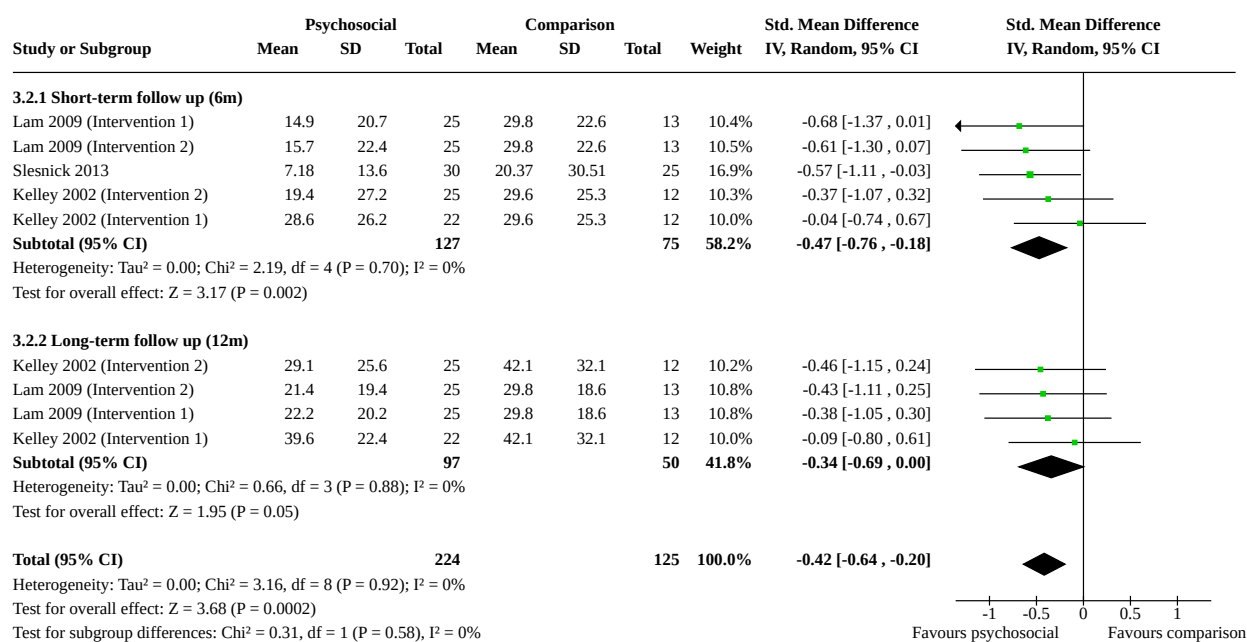 Psychosocial Comparison Std. Mean Difference Std. Mean Difference
Study or Subgroup Mean SD Total Mean SD Total Weight IV, Random, 95% CI IV, Random, 95% CI
3.2.1 Short-term follow up (6m)
Lam 2009 (Intervention 1) 14.9 20.7 25 29.8 22.6 13 10.4% -0.68 [-1.37 , 0.01]
Lam 2009 (Intervention 2) 15.7 22.4 25 29.8 22.6 13 10.5% -0.61 [-1.30 , 0.07]
Slesnick 2013 7.18 13.6 30 20.37 30.51 25 16.9% -0.57 [-1.11 , -0.03]
Kelley 2002 (Intervention 2) 19.4 27.2 25 29.6 25.3 12 10.3% -0.37 [-1.07 , 0.32]
Kelley 2002 (Intervention 1) 28.6 26.2 22 29.6 25.3 12 10.0% -0.04 [-0.74 , 0.67]
Subtotal (95% CI) 127 75 58.2% -0.47 [-0.76 , -0.18]
Heterogeneity: Tau² = 0.00; Chi² = 2.19, df = 4 (P = 0.70); I² = 0%
Test for overall effect: Z = 3.17 (P = 0.002)
3.2.2 Long-term follow up (12m)
Kelley 2002 (Intervention 2) 29.1 25.6 25 42.1 32.1 12 10.2% -0.46 [-1.15 , 0.24]
Lam 2009 (Intervention 2) 21.4 19.4 25 29.8 18.6 13 10.8% -0.43 [-1.11 , 0.25]
Lam 2009 (Intervention 1) 22.2 20.2 25 29.8 18.6 13 10.8% -0.38 [-1.05 , 0.30]
Kelley 2002 (Intervention 1) 39.6 22.4 22 42.1 32.1 12 10.0% -0.09 [-0.80 , 0.61]
Subtotal (95% CI) 97 50 41.8% -0.34 [-0.69 , 0.00]
Heterogeneity: Tau² = 0.00; Chi² = 0.66, df = 3 (P = 0.88); I² = 0%
Test for overall effect: Z = 1.95 (P = 0.05)
Total (95% CI) 224 125 100.0% -0.42 [-0.64 , -0.20]
Heterogeneity: Tau² = 0.00; Chi² = 3.16, df = 8 (P = 0.92); I² = 0%
Test for overall effect: Z = 3.68 (P = 0.0002)
-1 -0.5 0 0.5 1
Test for subgroup differences: Chi² = 0.31, df = 1 (P = 0.58), I² = 0%
Favours psychosocial Favours comparison